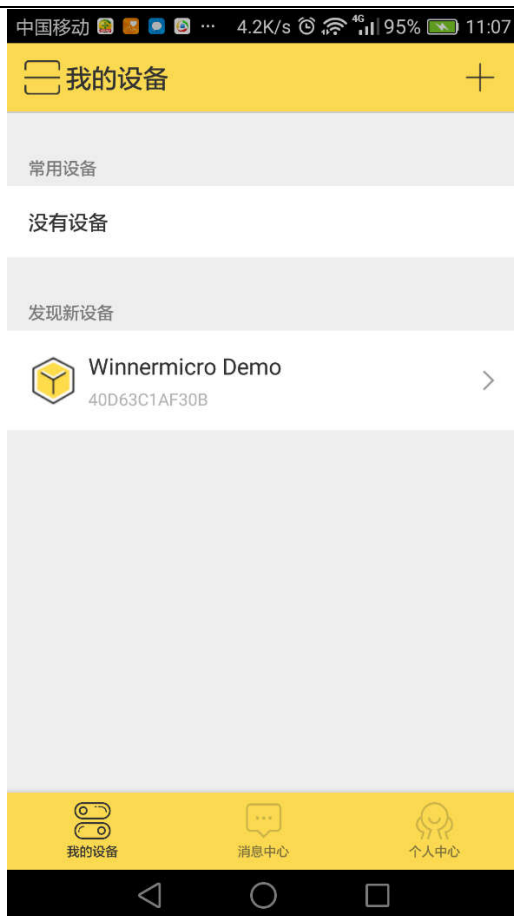 中国移动 ··· 4.2K/s 4G 95% 11:07
我的设备
常用设备
没有设备
发现新设备
Winnermicro Demo
40D63C1AF30B
我的设备 消息中心 个人中心